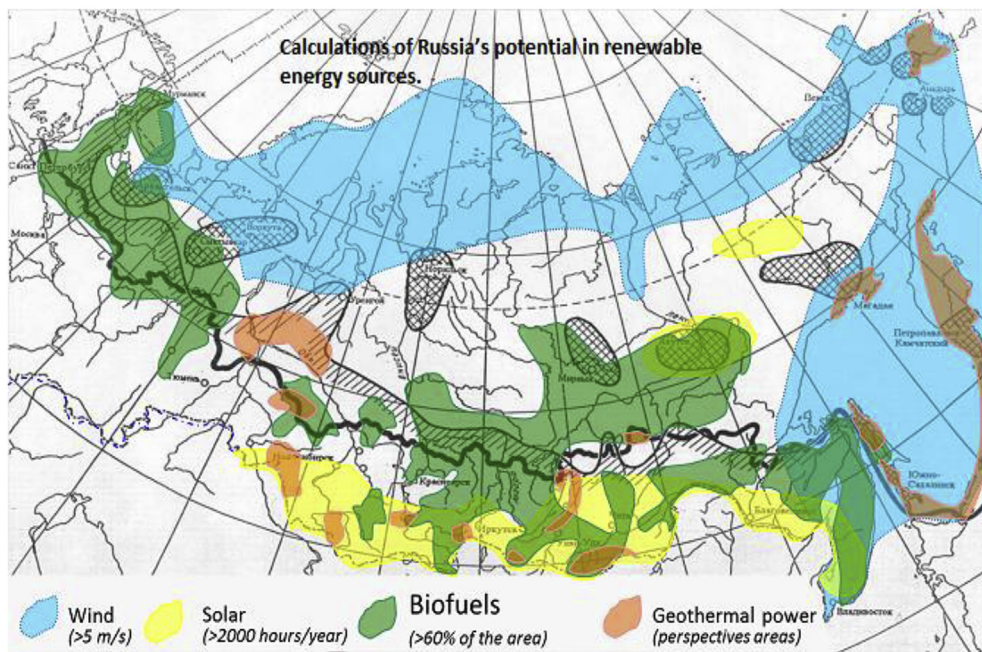 Calculations of Russia's potential in renewable
energy sources.
Мурманск
Певек
Анадырь
Санкт
Москва
Воркута
Сыктывкар
Норильск
Уренгой
Магадан
Петропавловск
Камчатский
Мирный
Тюмень
Красноярск
Иркутск
Чита
Улан-Удэ
Благовещенск
Южно-
Сахалинск
Владивосток
Wind
(>5 m/s)
Solar
(>2000 hours/year)
Biofuels
(>60% of the area)
Geothermal power
(perspectives areas)